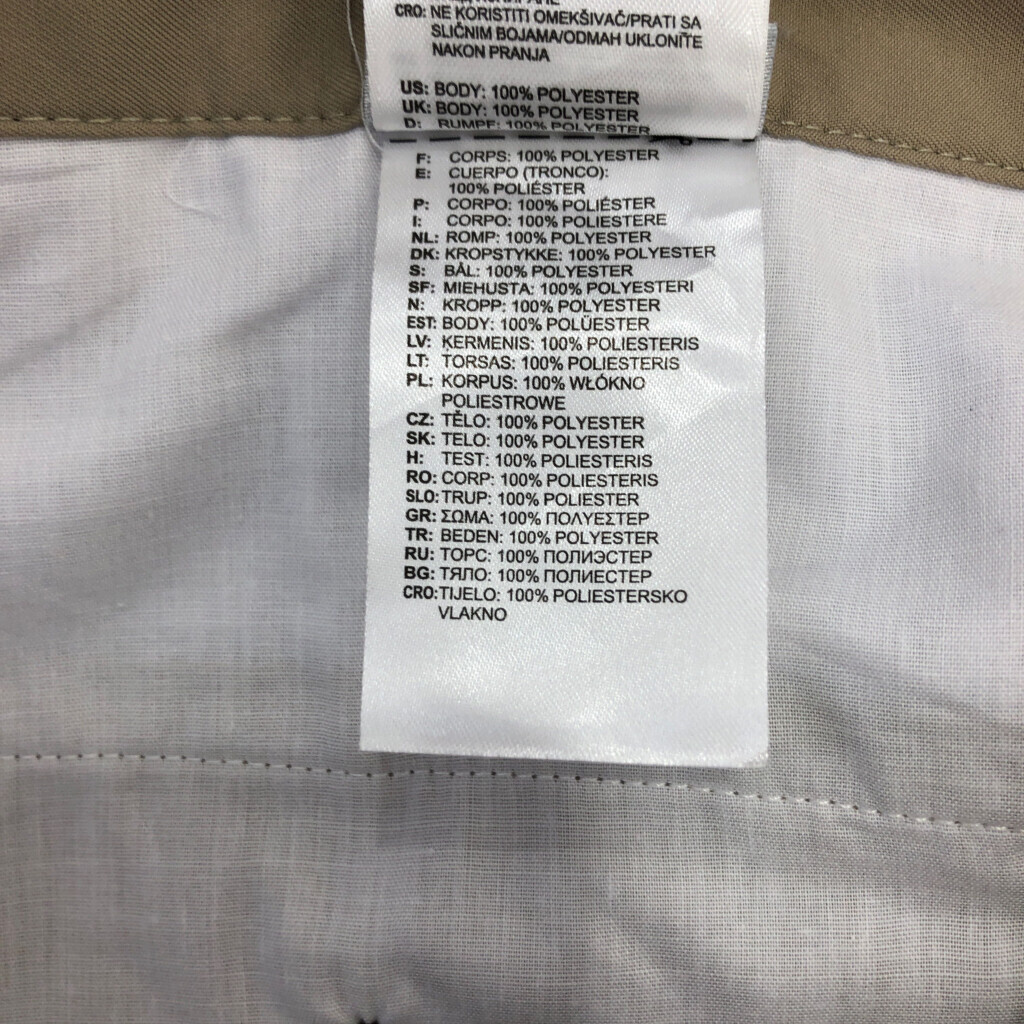 CRO: NE KORISTITI OMEKŠIVAČ/PRATI SA
SLIČNIM BOJAMA/ODMAH UKLONITE
NAKON PRANJA
US: BODY: 100% POLYESTER
UK: BODY: 100% POLYESTER
D: RUMPF: 100% POLYESTER
F: CORPS: 100% POLYESTER
E: CUERPO (TRONCO):
100% POLIÉSTER
P: CORPO: 100% POLIÉSTER
I: CORPO: 100% POLIESTERE
NL: ROMP: 100% POLYESTER
DK: KROPSTYKKE: 100% POLYESTER
S: BÅL: 100% POLYESTER
SF: MIEHUSTA: 100% POLYESTERI
N: KROPP: 100% POLYESTER
EST: BODY: 100% POLÜESTER
LV: ĶERMENIS: 100% POLIESTERIS
LT: TORSAS: 100% POLIESTERIS
PL: KORPUS: 100% WŁÓKNO
POLIESTROWE
CZ: TĚLO: 100% POLYESTER
SK: TELO: 100% POLYESTER
H: TEST: 100% POLIESTERIS
RO: CORP: 100% POLIESTERIS
SLO: TRUP: 100% POLIESTER
GR: ΣΩΜΑ: 100% ΠΟΛΥΕΣΤΕΡ
TR: BEDEN: 100% POLYESTER
RU: ТОРС: 100% ПОЛИЭСТЕР
BG: ТЯЛО: 100% ПОЛИЕСТЕР
CRO: TIJELO: 100% POLIESTERSKO
VLAKNO